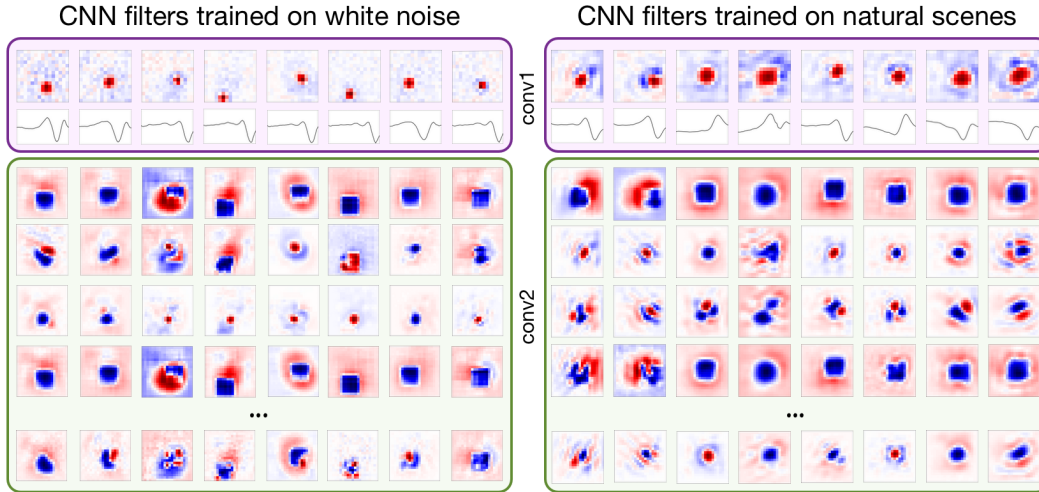 CNN filters trained on white noise
CNN filters trained on natural scenes
conv1
conv2
...
...